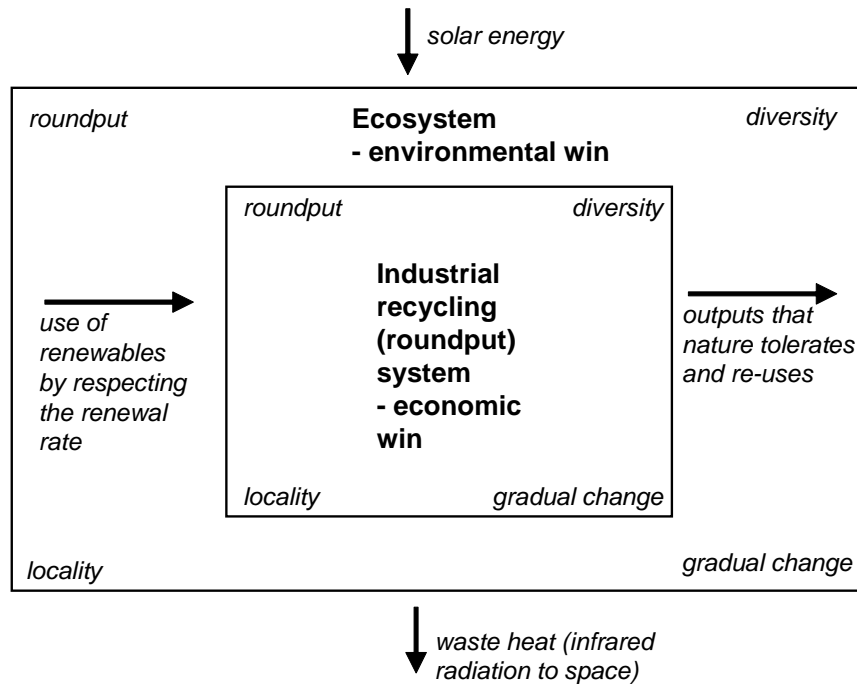 solar energy
roundput
Ecosystem
- environmental win
diversity
roundput
diversity
Industrial
recycling
(roundput)
system
- economic
win
use of
renewables
by respecting
the renewal
rate
outputs that
nature tolerates
and re-uses
locality
gradual change
locality
gradual change
waste heat (infrared
radiation to space)